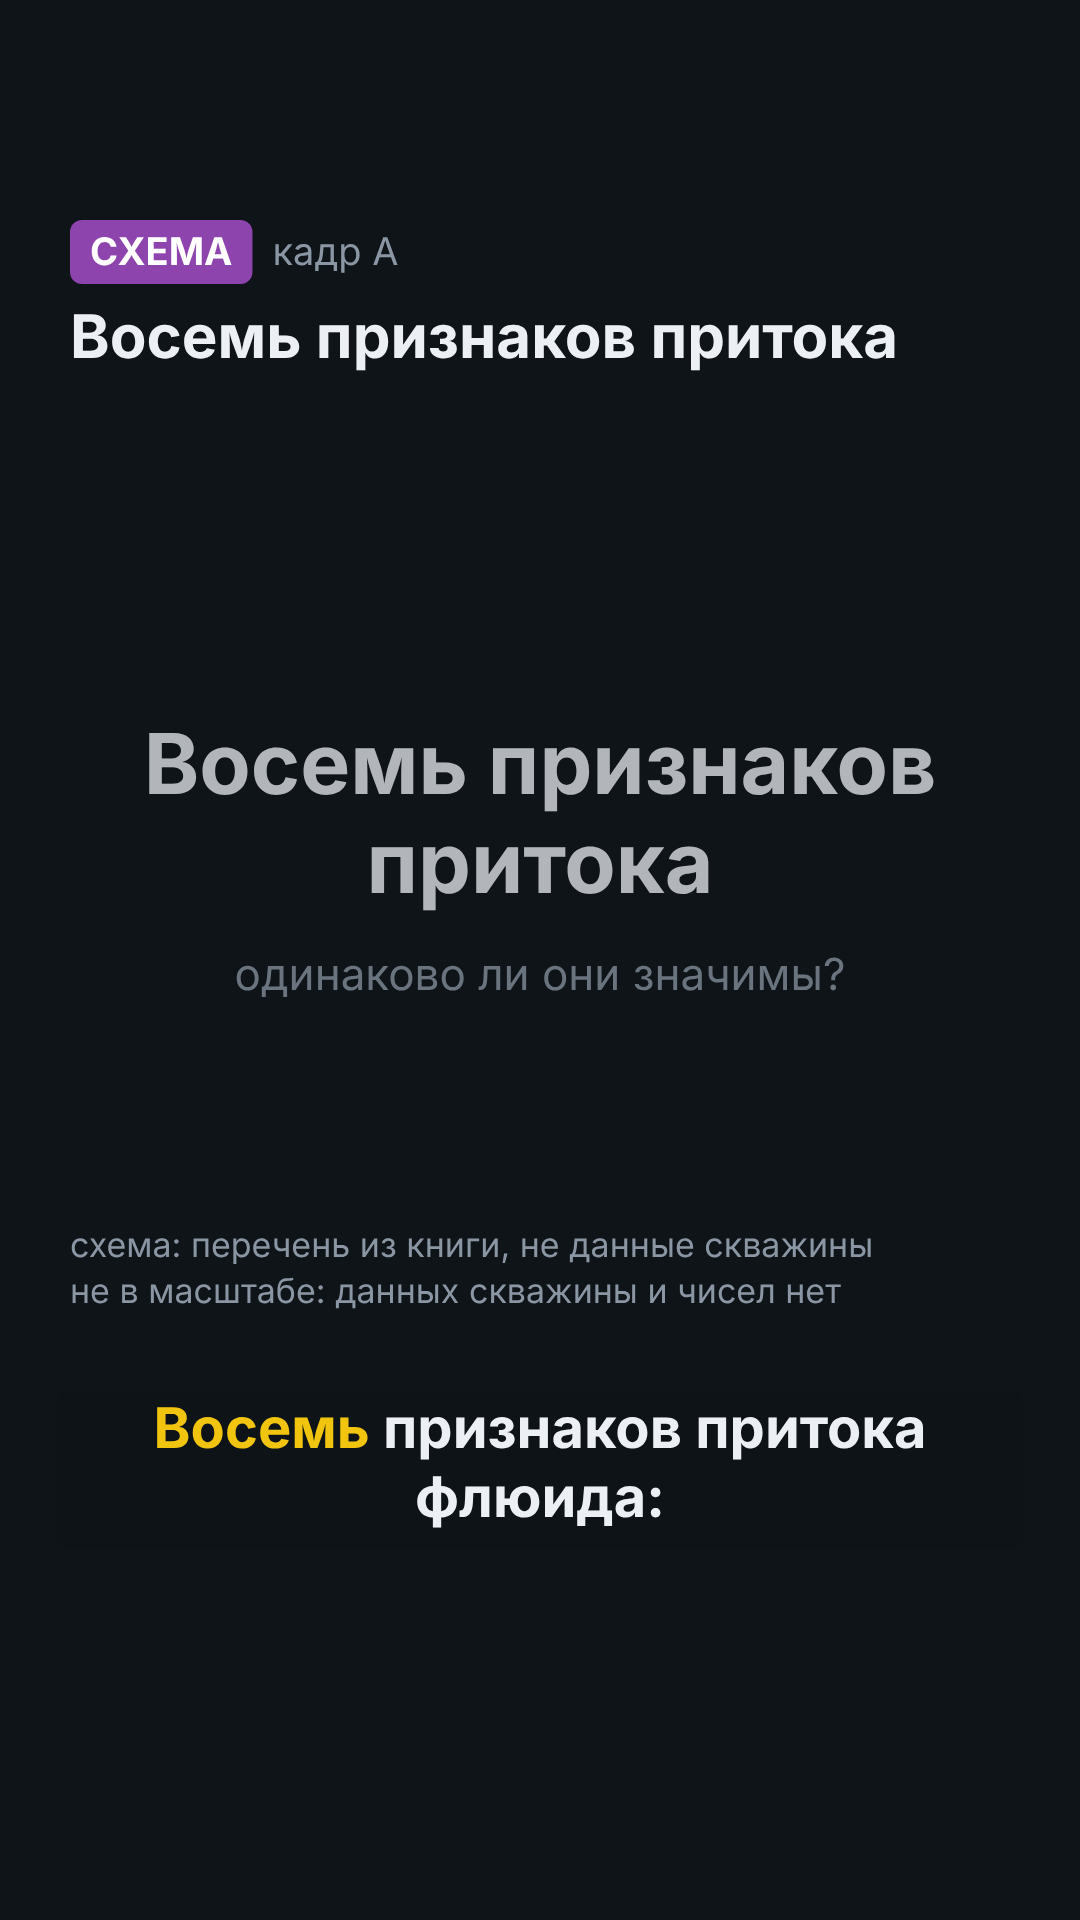 СХЕМА кадр А
Восемь признаков притока
Восемь признаков
притока
одинаково ли они значимы?
схема: перечень из книги, не данные скважины
не в масштабе: данных скважины и чисел нет
Восемь признаков притока
флюида: